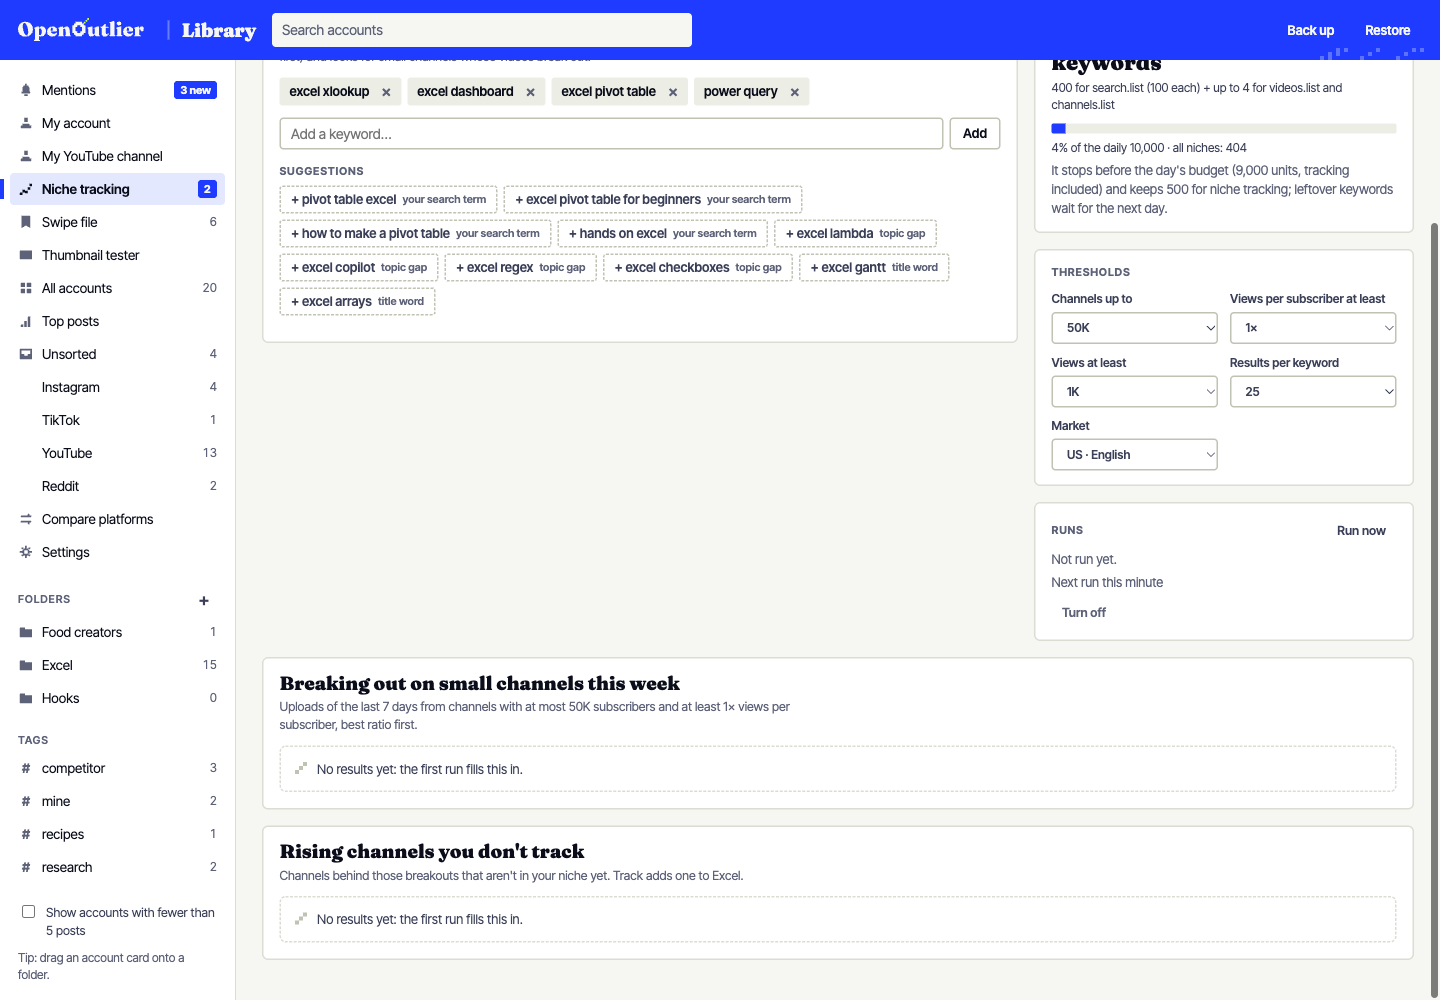 OpenOutlier
Library
Search accounts
Back up
Restore
Mentions
3 new
My account
My YouTube channel
Niche tracking
2
Swipe file
6
Thumbnail tester
All accounts
20
Top posts
Unsorted
4
Instagram
4
TikTok
1
YouTube
13
Reddit
2
Compare platforms
Settings
FOLDERS
+
Food creators
1
Excel
15
Hooks
0
TAGS
# competitor
3
# mine
2
# recipes
1
# research
2
Show accounts with fewer than
5 posts
Tip: drag an account card onto a
folder.
excel xlookup ×
excel dashboard ×
excel pivot table ×
power query ×
Add a keyword...
Add
SUGGESTIONS
+ pivot table excel your search term
+ excel pivot table for beginners your search term
+ how to make a pivot table your search term
+ hands on excel your search term
+ excel lambda topic gap
+ excel copilot topic gap
+ excel regex topic gap
+ excel checkboxes topic gap
+ excel gantt title word
+ excel arrays title word
keywords
400 for search.list (100 each) + up to 4 for videos.list and
channels.list
4% of the daily 10,000 · all niches: 404
It stops before the day's budget (9,000 units, tracking
included) and keeps 500 for niche tracking; leftover keywords
wait for the next day.
THRESHOLDS
Channels up to
50K
Views per subscriber at least
1×
Views at least
1K
Results per keyword
25
Market
US · English
RUNS
Run now
Not run yet.
Next run this minute
Turn off
Breaking out on small channels this week
Uploads of the last 7 days from channels with at most 50K subscribers and at least 1× views per
subscriber, best ratio first.
No results yet: the first run fills this in.
Rising channels you don't track
Channels behind those breakouts that aren't in your niche yet. Track adds one to Excel.
No results yet: the first run fills this in.